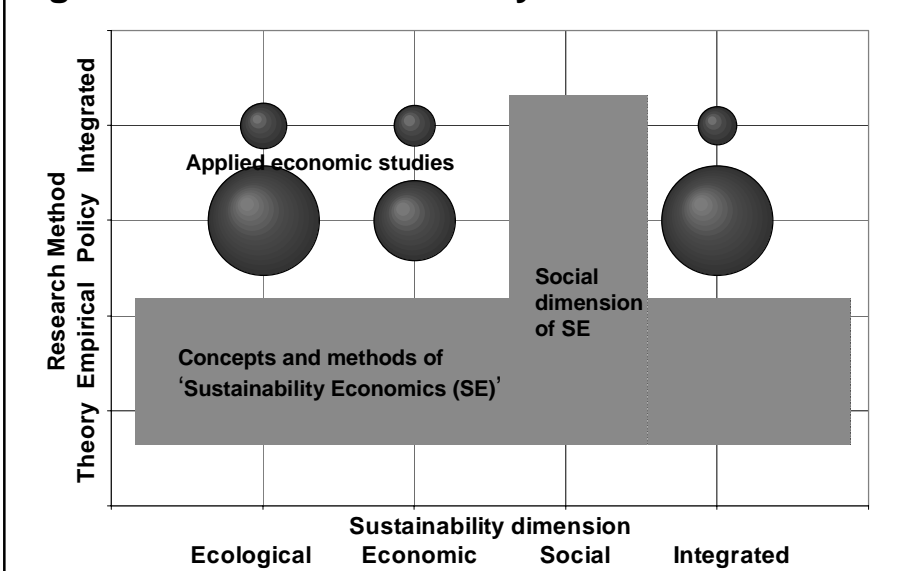 Research Method
Theory Empirical Policy Integrated
Applied economic studies
Social
dimension
of SE
Concepts and methods of
‘Sustainability Economics (SE)’
Sustainability dimension
Ecological Economic Social Integrated